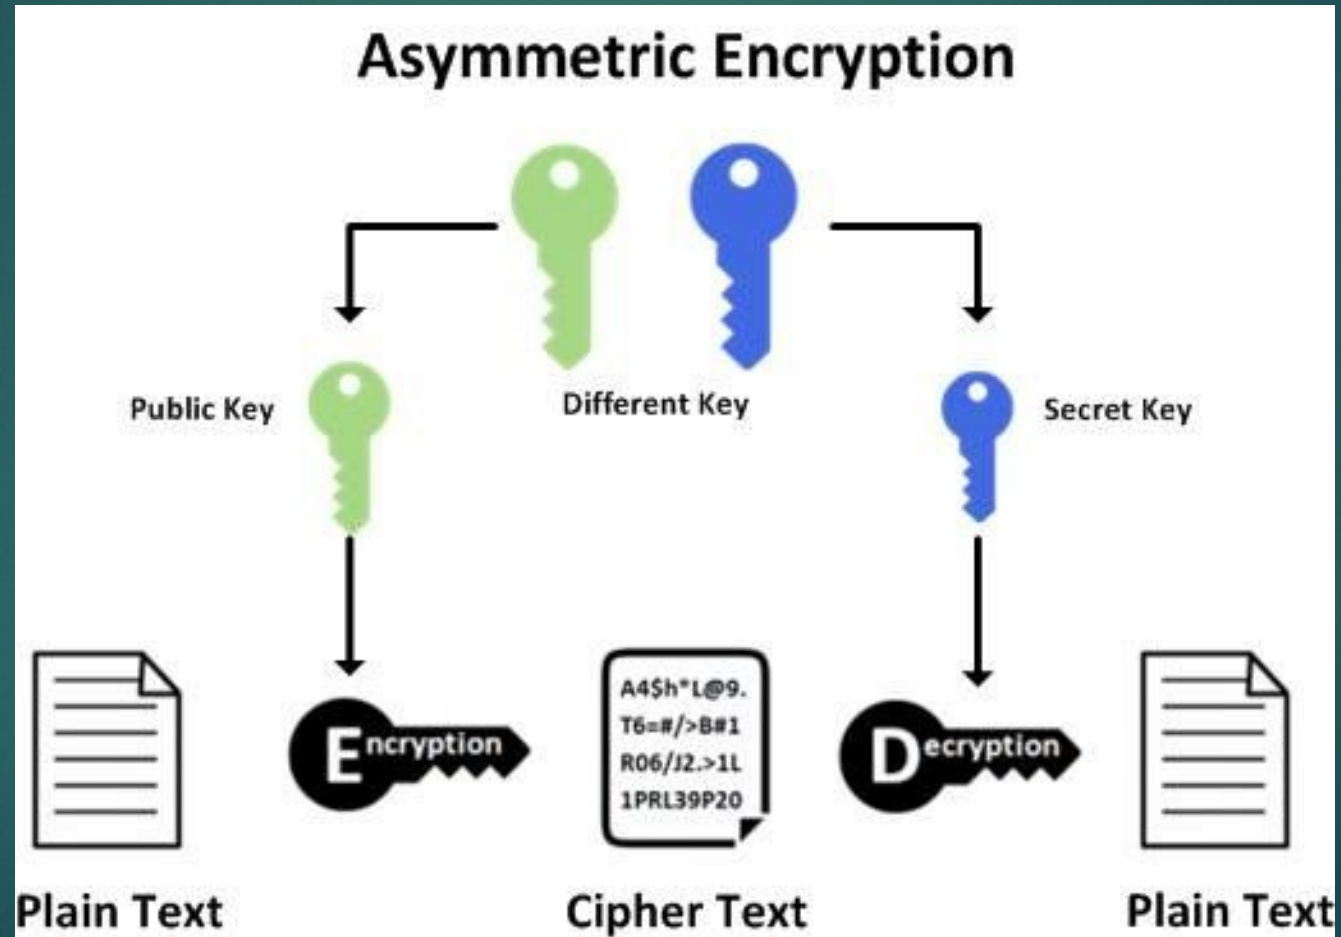 Asymmetric Encryption
Public Key
Different Key
Secret Key
Encryption
A4$h*L@9.
T6=#/>B#1
R06/J2.>1L
1PRL39P20
Decryption
Plain Text
Cipher Text
Plain Text